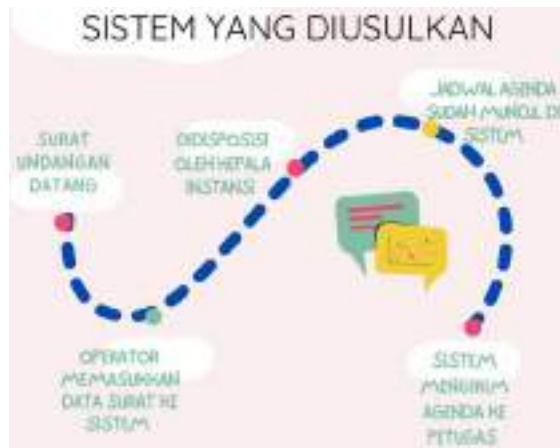 SISTEM YANG DIUSULKAN
SURAT
UNDANGAN
DATANG
OPERATOR
MEMASUKKAN
DATA SURAT KE
SISTEM
DIDISPOSISI
OLEH KEPALA
INSTANSI
JADWAL AGENDA
SUDAH MUNCUL DI
SISTEM
SISTEM
MENGIRIM
AGENDA KE
PETUGAS